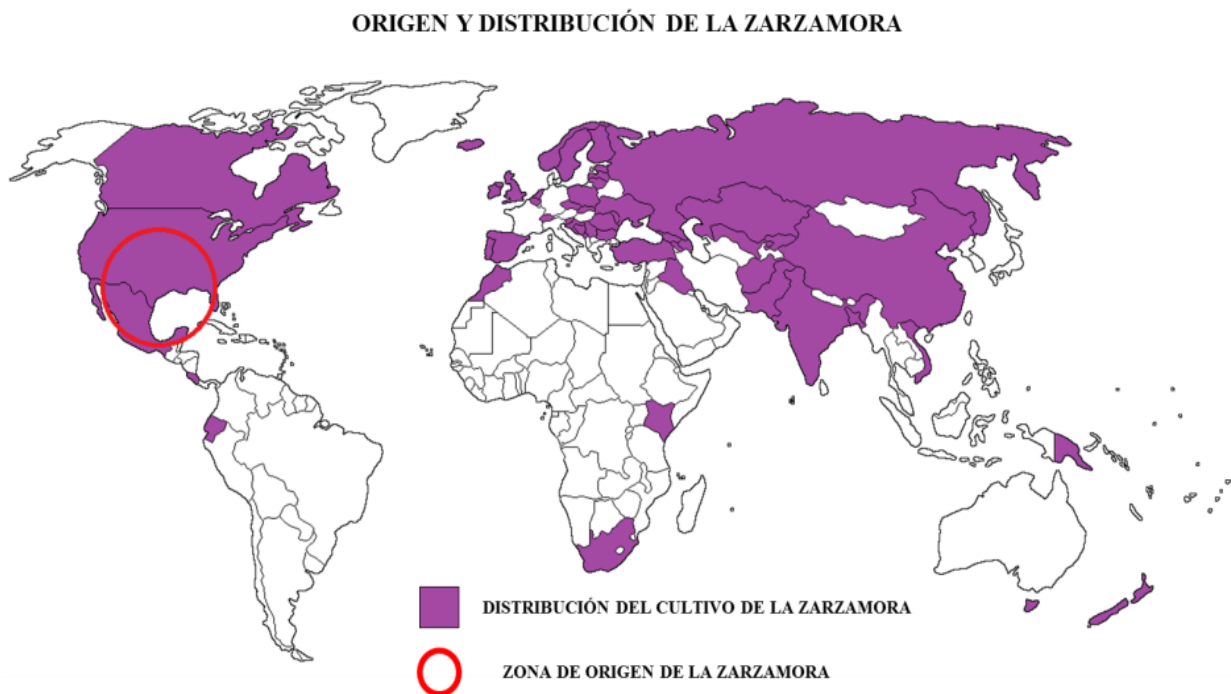 ORIGEN Y DISTRIBUCIÓN DE LA ZARZAMORA
DISTRIBUCIÓN DEL CULTIVO DE LA ZARZAMORA
ZONA DE ORIGEN DE LA ZARZAMORA